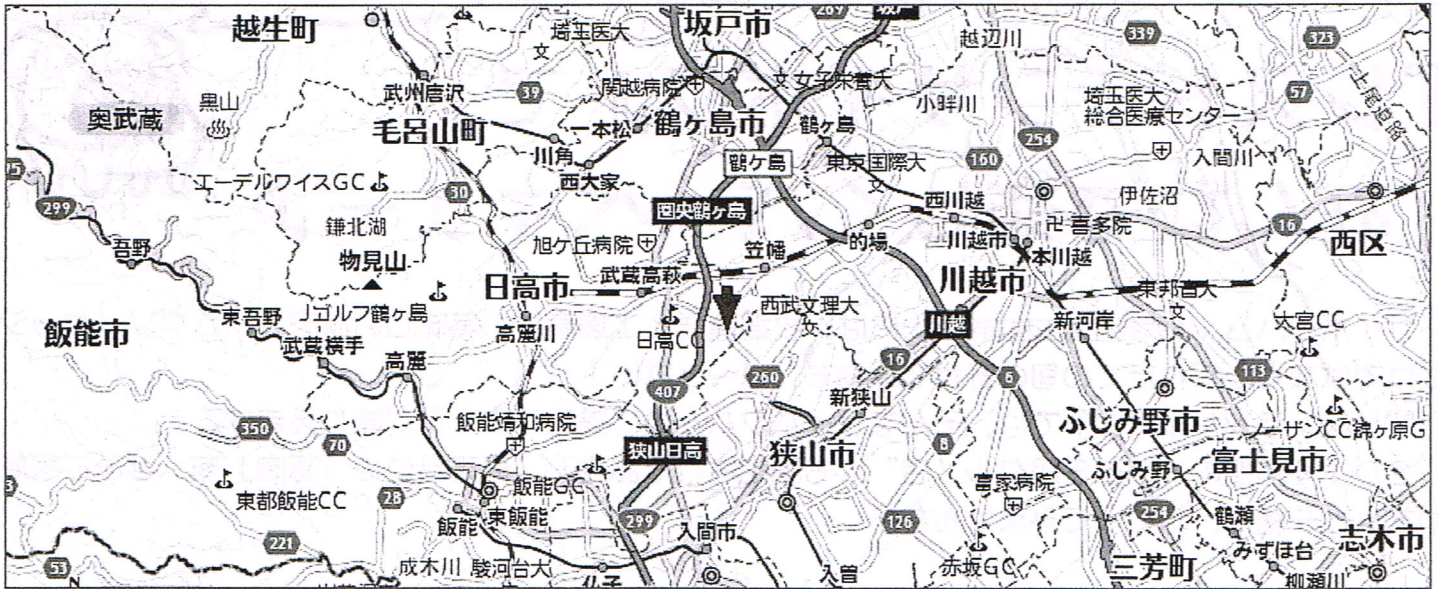 越生町
坂戸市
埼玉医大
越辺川
339
323
黒山
武州唐沢
39
関越病院
女子栄養大
小畔川
埼玉医大
総合医療センター
57
奥武蔵
毛呂山町
一本松
鶴ヶ島市
鶴ヶ島
254
川角
鶴ヶ島
東京国際大
160
入間川
西大家
エーデルワイスGC
30
299
圏央鶴ヶ島
西川越
伊佐沼
鎌北湖
旭ケ丘病院
笠幡
的場
川越市
喜多院
16
西区
吾野
物見山
武蔵高萩
本川越
日高市
川越市
東邦音大
Jゴルフ鶴ヶ島
西武文理大
東吾野
飯能市
高麗川
日高CC
川越
新河岸
大宮CC
武蔵横手
高麗
16
407
260
6
113
新狭山
350
飯能靖和病院
ふじみ野市
70
狭山日高
狭山市
6
富士見市
ふじみ野
東都飯能CC
28
飯能GC
富家病院
飯能
東飯能
299
126
254
鶴瀬
221
入間市
みずほ台
志木市
53
成木川
駿河台大
仏子
入曽
赤坂GC
三芳町
柳瀬川